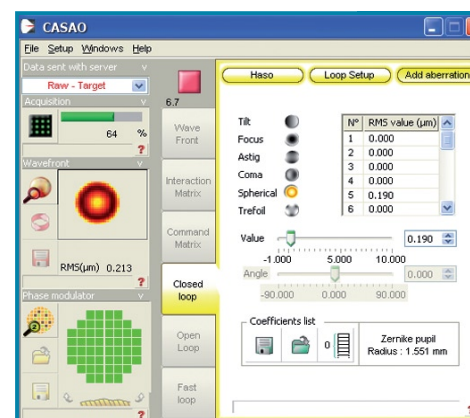 CASAO
File Setup Windows Help
Data sent with server v
Raw - Target
Acquisition v
64 %
?
Wavefront v
RMS(µm) 0.213
?
Phase modulator v
2
?
6.7
Wave Front
Interaction Matrix
Command Matrix
Closed loop
Open Loop
Fast loop
Haso Loop Setup Add aberration
Tilt
Focus
Astig
Coma
Spherical
Trefoil
N° RMS value (µm)
1 0.000
2 0.000
3 0.000
4 0.000
5 0.190
6 0.000
Value 0.190
-1.000 5.000 10.000
Angle 0.000
-90.000 0.000 90.000
Coefficients list
0
Zernike pupil
Radius : 1.551 mm